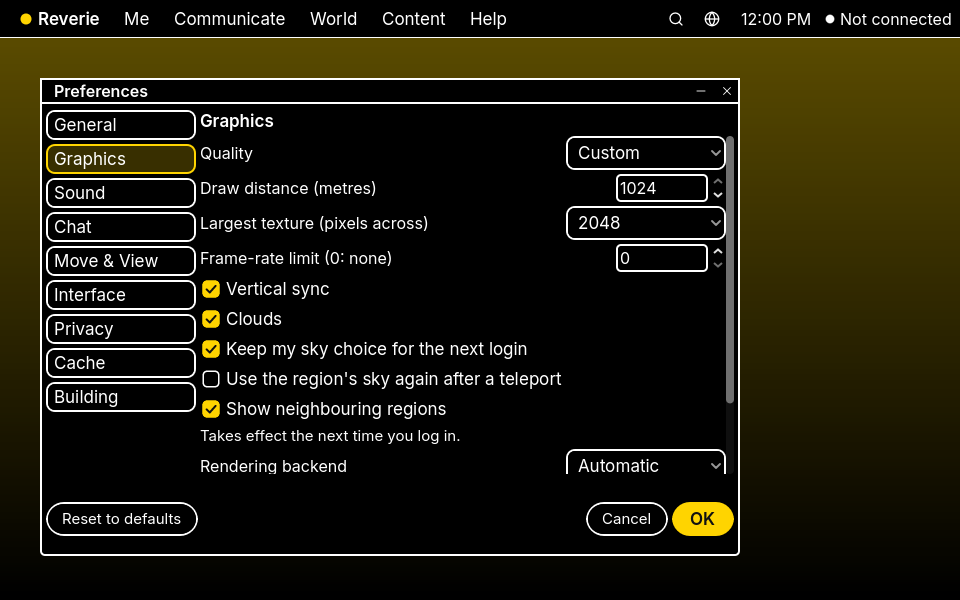 Reverie Me Communicate World Content Help 12:00 PM Not connected
Preferences
General
Graphics
Sound
Chat
Move & View
Interface
Privacy
Cache
Building
Graphics
Quality Custom
Draw distance (metres) 1024
Largest texture (pixels across) 2048
Frame-rate limit (0: none) 0
Vertical sync
Clouds
Keep my sky choice for the next login
Use the region's sky again after a teleport
Show neighbouring regions
Takes effect the next time you log in.
Rendering backend Automatic
Reset to defaults Cancel OK